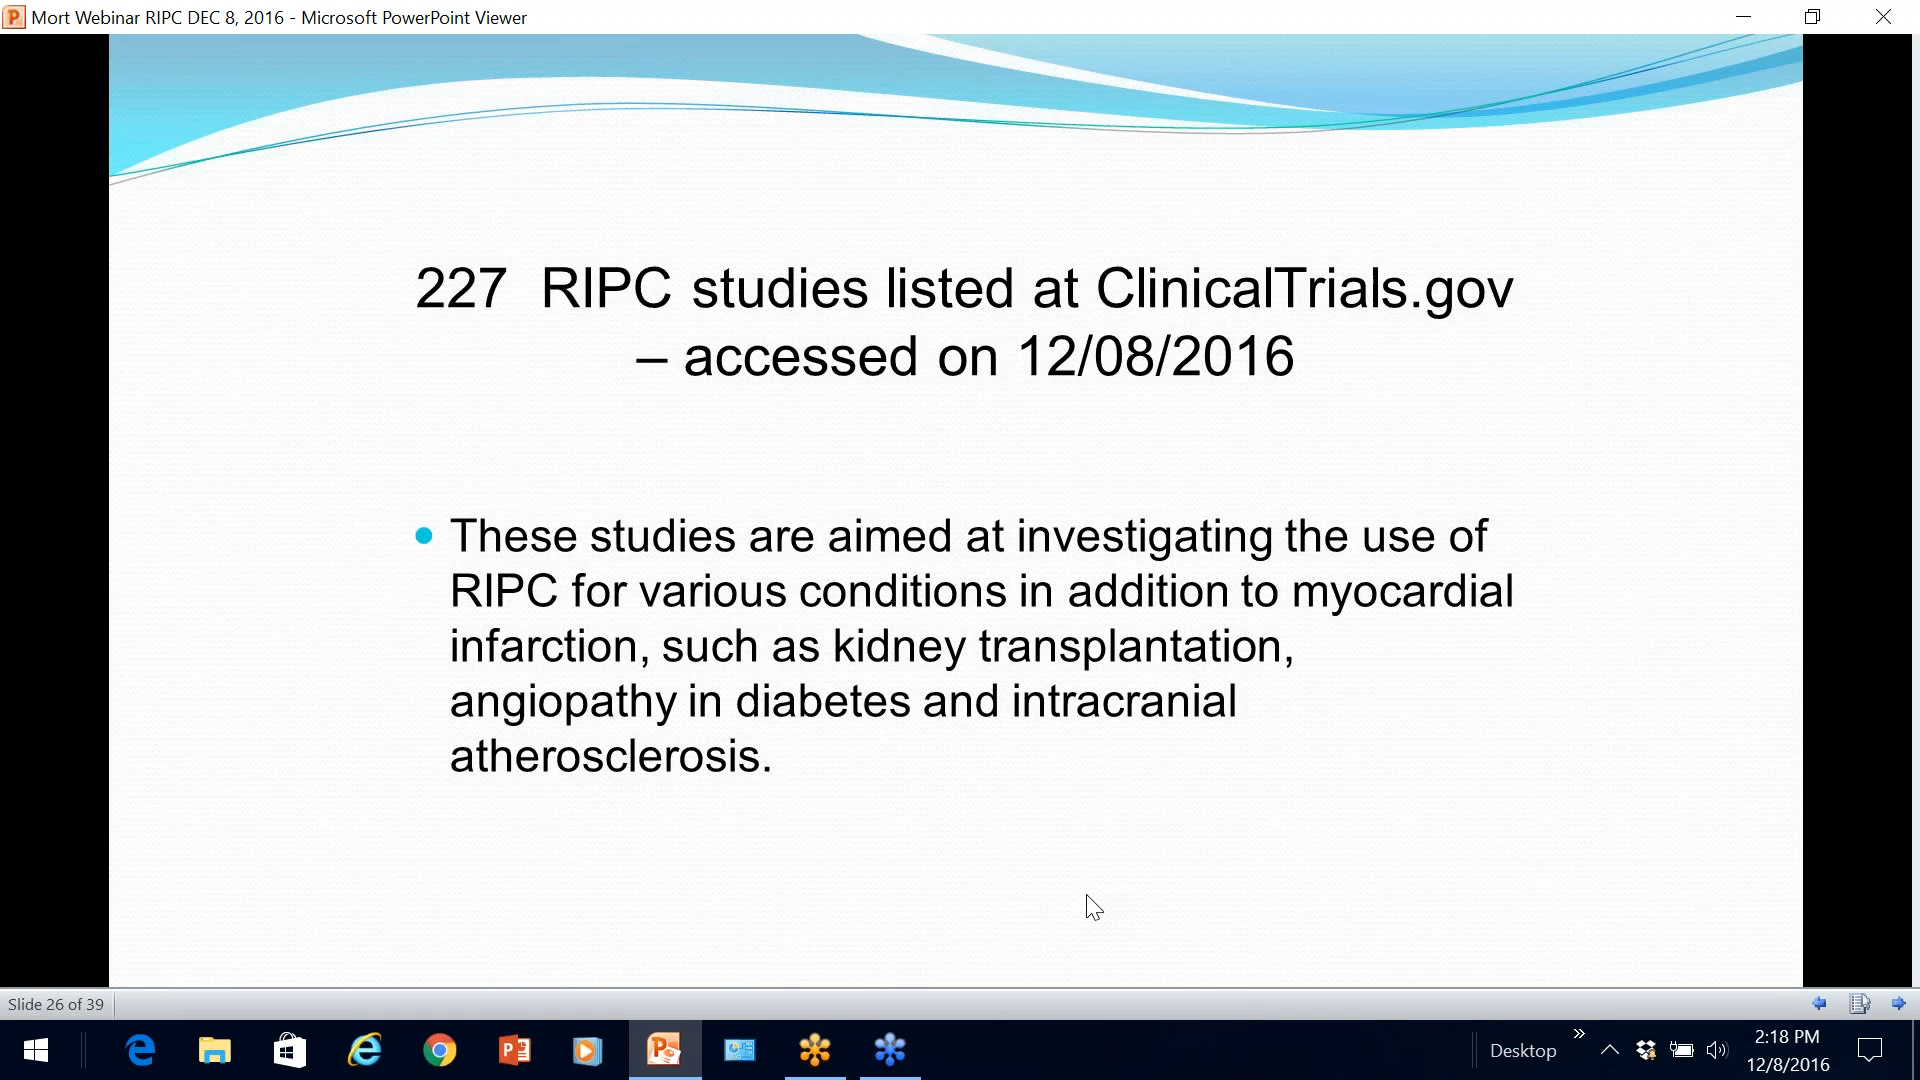 Mort Webinar RIPC DEC 8, 2016 - Microsoft PowerPoint Viewer
227  RIPC studies listed at ClinicalTrials.gov
– accessed on 12/08/2016
• These studies are aimed at investigating the use of
RIPC for various conditions in addition to myocardial
infarction, such as kidney transplantation,
angiopathy in diabetes and intracranial
atherosclerosis.
Slide 26 of 39
Desktop
2:18 PM
12/8/2016